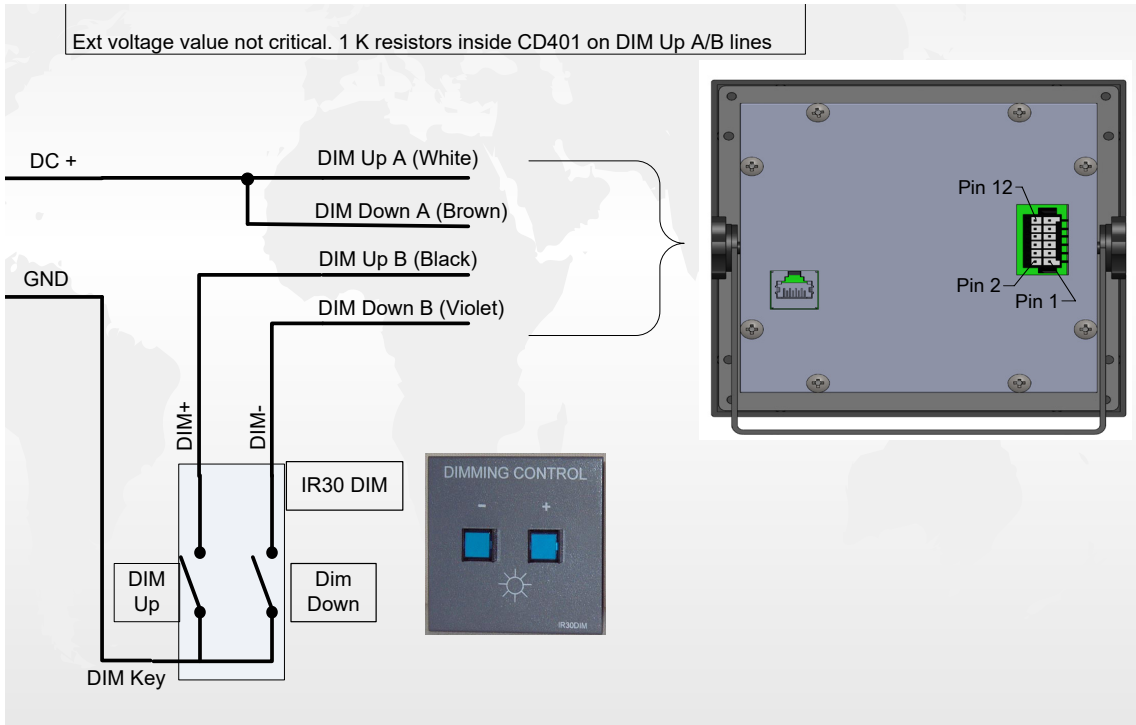 Ext voltage value not critical. 1 K resistors inside CD401 on DIM Up A/B lines
DC +
DIM Up A (White)
DIM Down A (Brown)
DIM Up B (Black)
GND
DIM Down B (Violet)
Pin 12
Pin 2
Pin 1
DIM+
DIM-
IR30 DIM
DIMMING CONTROL
- +
DIM
Up
Dim
Down
IR30DIM
DIM Key